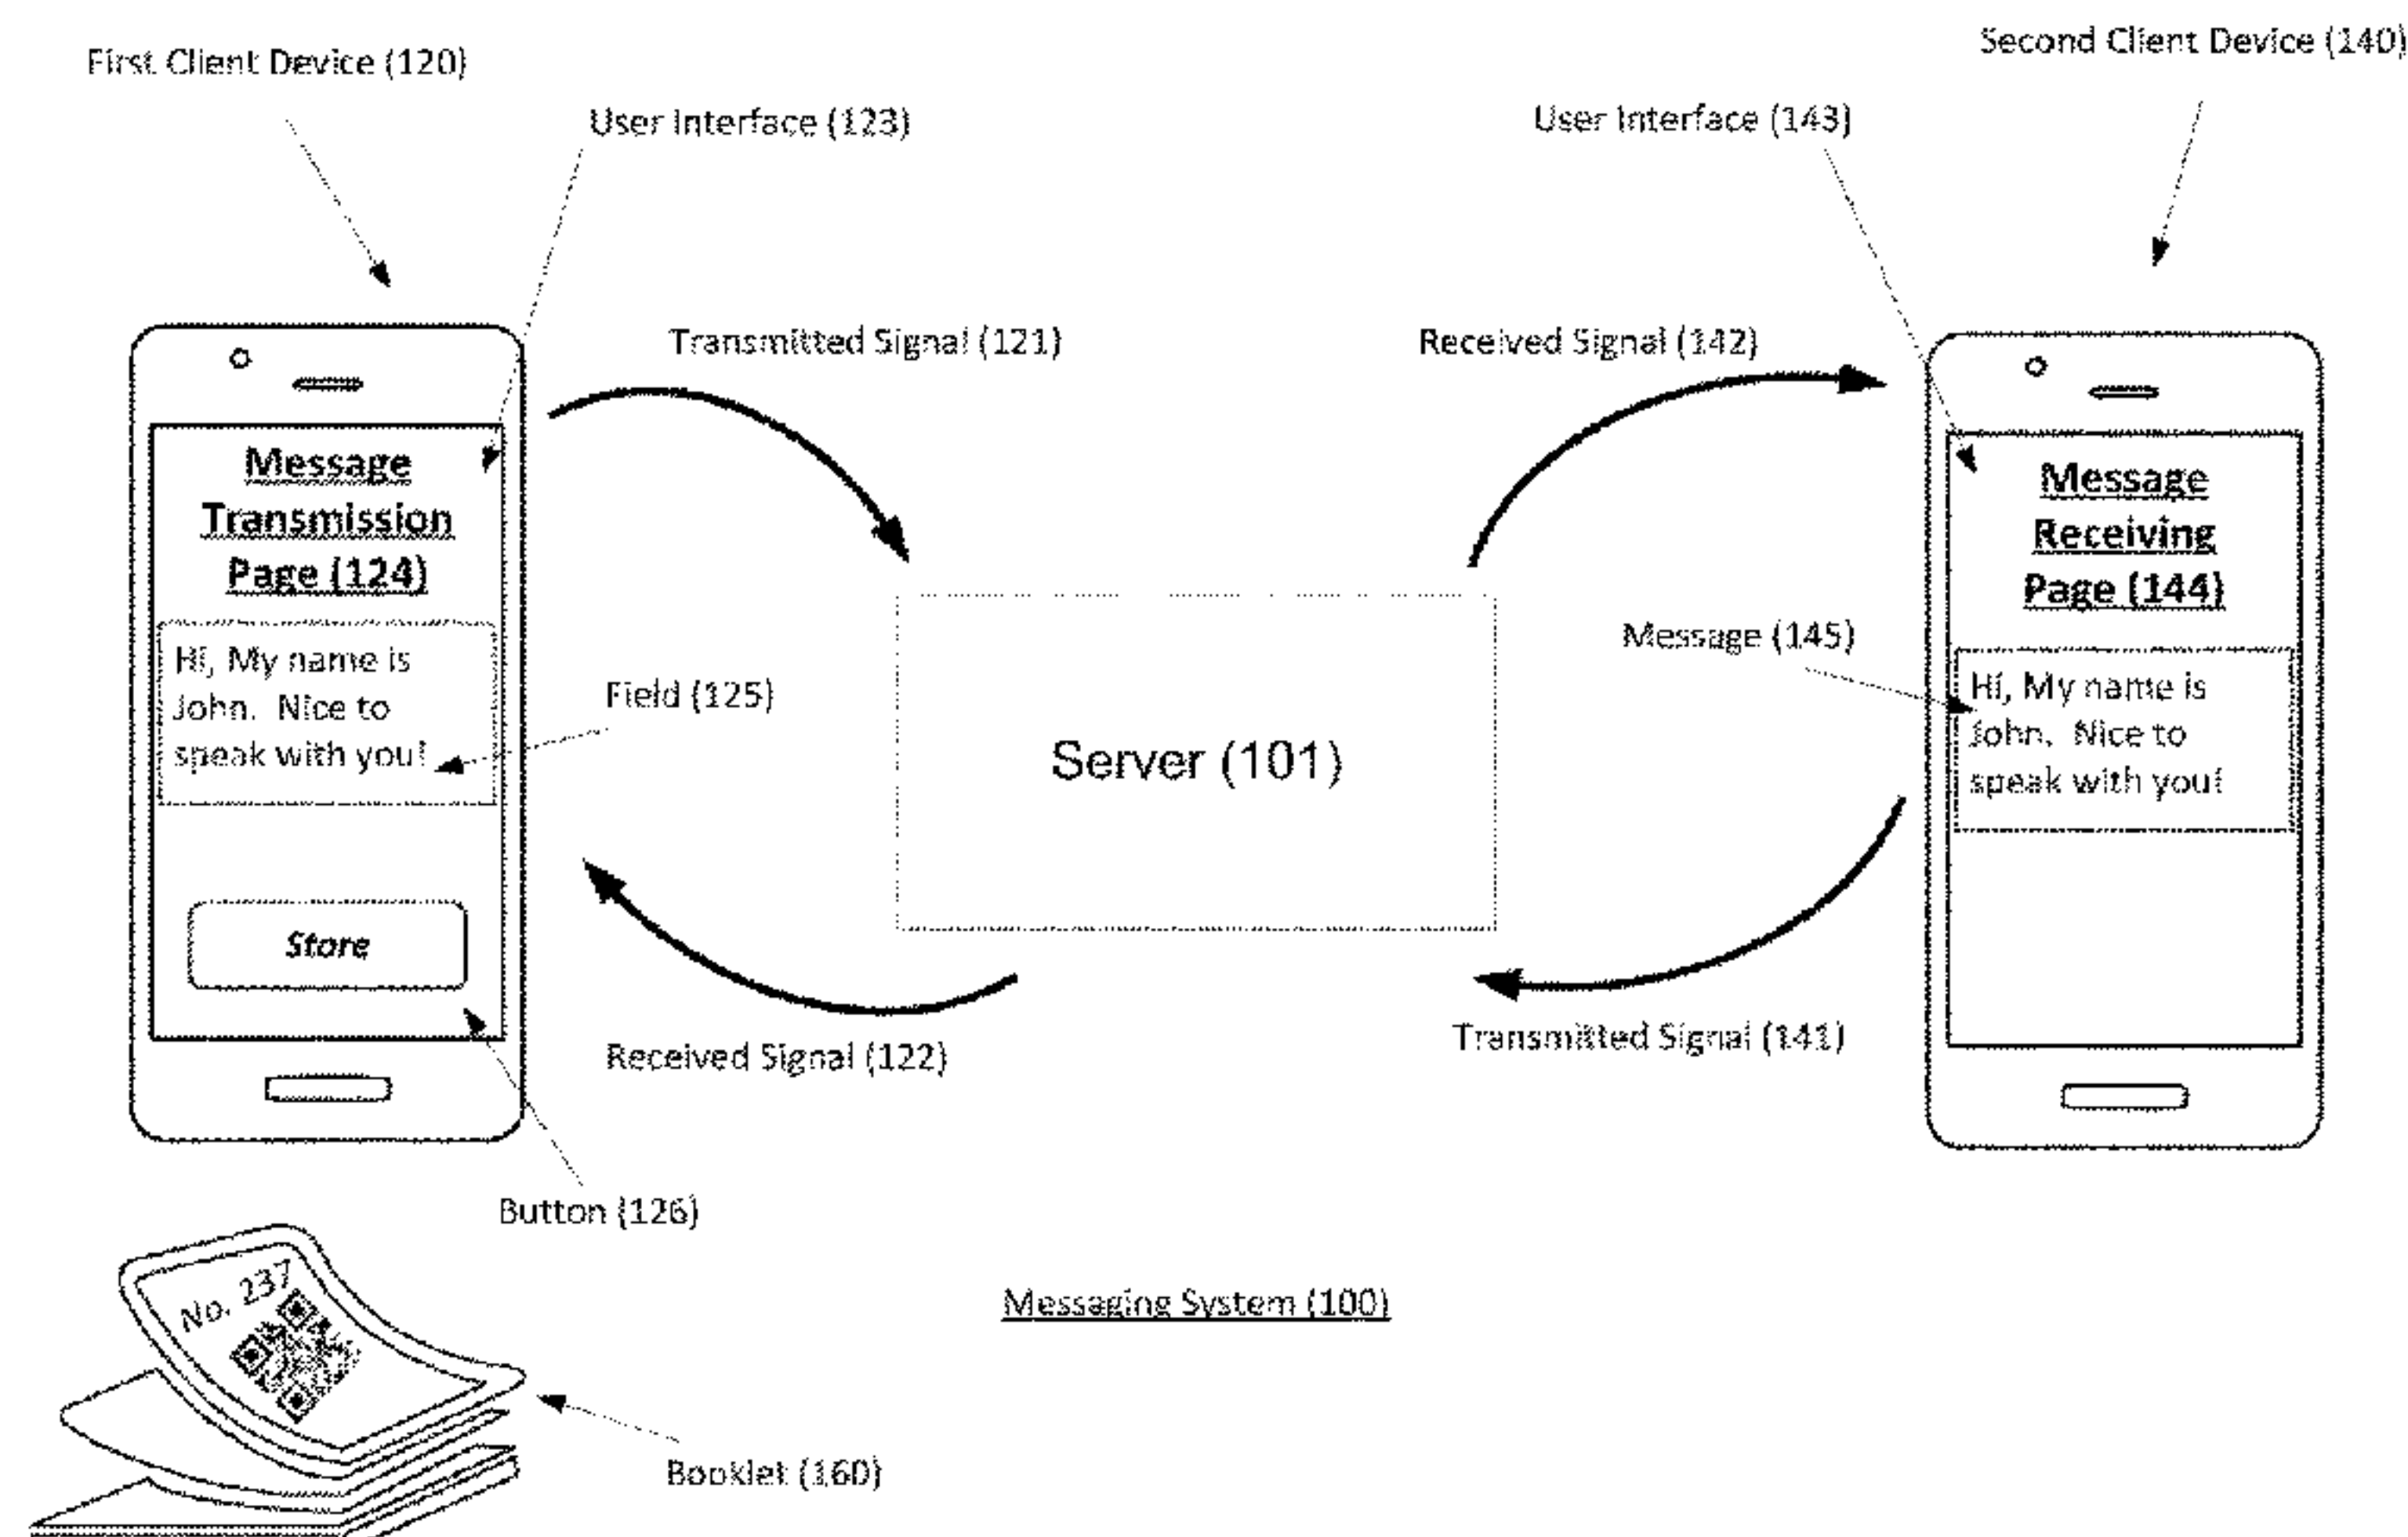 First Client Device (120)
Second Client Device (140)
User Interface (123)
User Interface (143)
Transmitted Signal (121)
Received Signal (142)
Message
Transmission
Page (124)
Hi, My name is
John.  Nice to
speak with you!
Store
Field (125)
Server (101)
Message (145)
Message
Receiving
Page (144)
Hi, My name is
John.  Nice to
speak with you!
Received Signal (122)
Transmitted Signal (141)
Button (126)
No. 237
Messaging System (100)
Booklet (160)